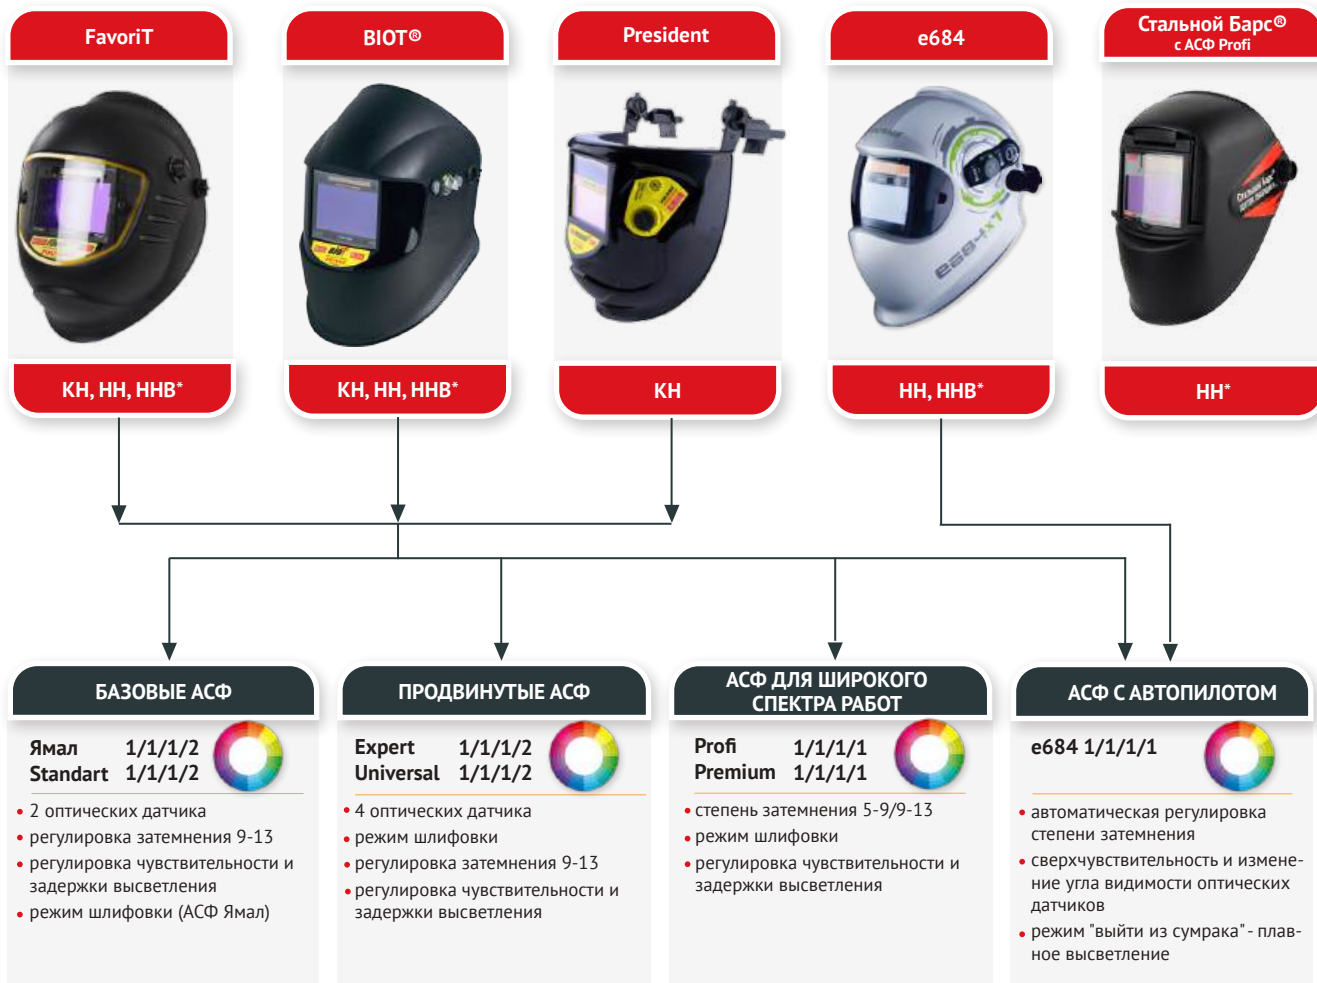 FavoriT
BIOT®
President
e684
Стальной Барс®
с АСФ Profi
e684x7
Стальной Барс
КН, НН, ННВ*
КН, НН, ННВ*
КН
НН, ННВ*
НН*
БАЗОВЫЕ АСФ
Ямал 1/1/1/2
Standart 1/1/1/2
• 2 оптических датчика
• регулировка затемнения 9-13
• регулировка чувствительности и
задержки высветления
• режим шлифовки (АСФ Ямал)
ПРОДВИНУТЫЕ АСФ
Expert 1/1/1/2
Universal 1/1/1/2
• 4 оптических датчика
• режим шлифовки
• регулировка затемнения 9-13
• регулировка чувствительности и
задержки высветления
АСФ ДЛЯ ШИРОКОГО
СПЕКТРА РАБОТ
Profi 1/1/1/1
Premium 1/1/1/1
• степень затемнения 5-9/9-13
• режим шлифовки
• регулировка чувствительности и
задержки высветления
АСФ С АВТОПИЛОТОМ
e684 1/1/1/1
• автоматическая регулировка
степени затемнения
• сверхчувствительность и измене-
ние угла видимости оптических
датчиков
• режим "выйти из сумрака" - плав-
ное высветление